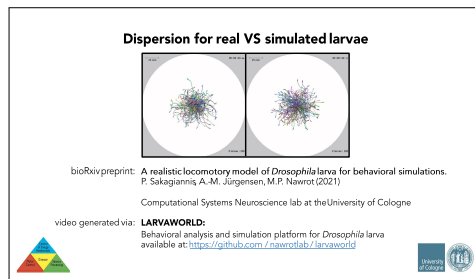 Dispersion for real VS simulated larvae
bioRxiv preprint: A realistic locomotory model of Drosophila larva for behavioral simulations.
P. Sakagiannis, A.-M. Jürgensen, M.P. Nawrot (2021)
Computational Systems Neuroscience lab at the University of Cologne
video generated via: LARVAWORLD:
Behavioral analysis and simulation platform for Drosophila larva
available at: https://github.com/nawrotlab/larvaworld
University
of Cologne